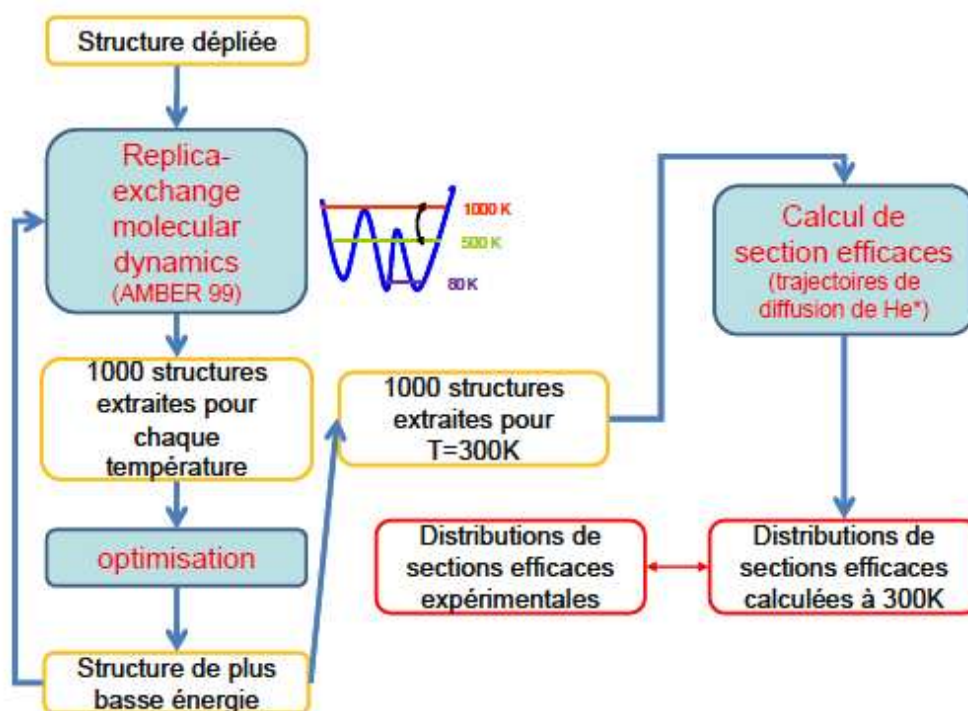 Structure dépliée
Replica-
exchange
molecular
dynamics
(AMBER 99)
1000 K
500 K
80 K
1000 structures
extraites pour
chaque
température
optimisation
Structure de plus
basse énergie
1000 structures
extraites pour
T=300K
Calcul de
section efficaces
(trajectoires de
diffusion de He*)
Distributions de
sections efficaces
expérimentales
Distributions de
sections efficaces
calculées à 300K